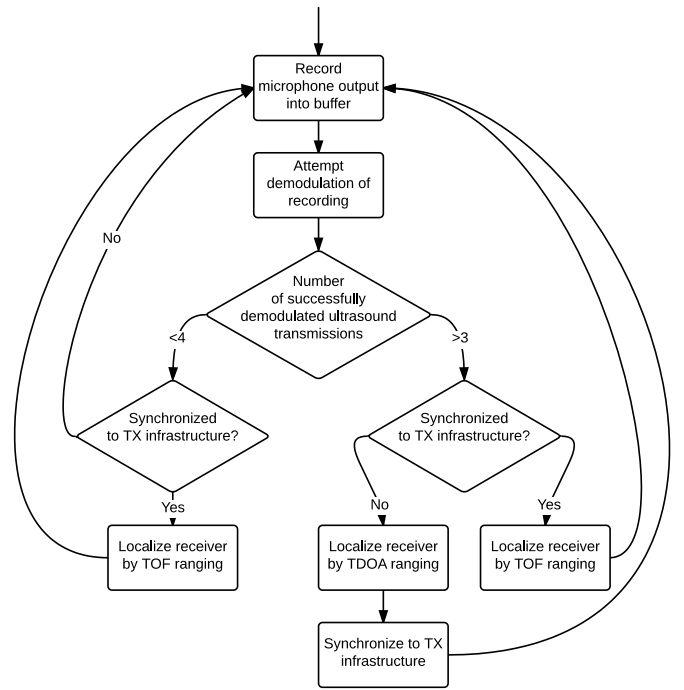 Record
microphone output
into buffer
Attempt
demodulation of
recording
No
Number
of successfully
demodulated ultrasound
transmissions
<4
>3
Synchronized
to TX infrastructure?
Synchronized
to TX infrastructure?
Yes
No
Yes
Localize receiver
by TOF ranging
Localize receiver
by TDOA ranging
Localize receiver
by TOF ranging
Synchronize to TX
infrastructure